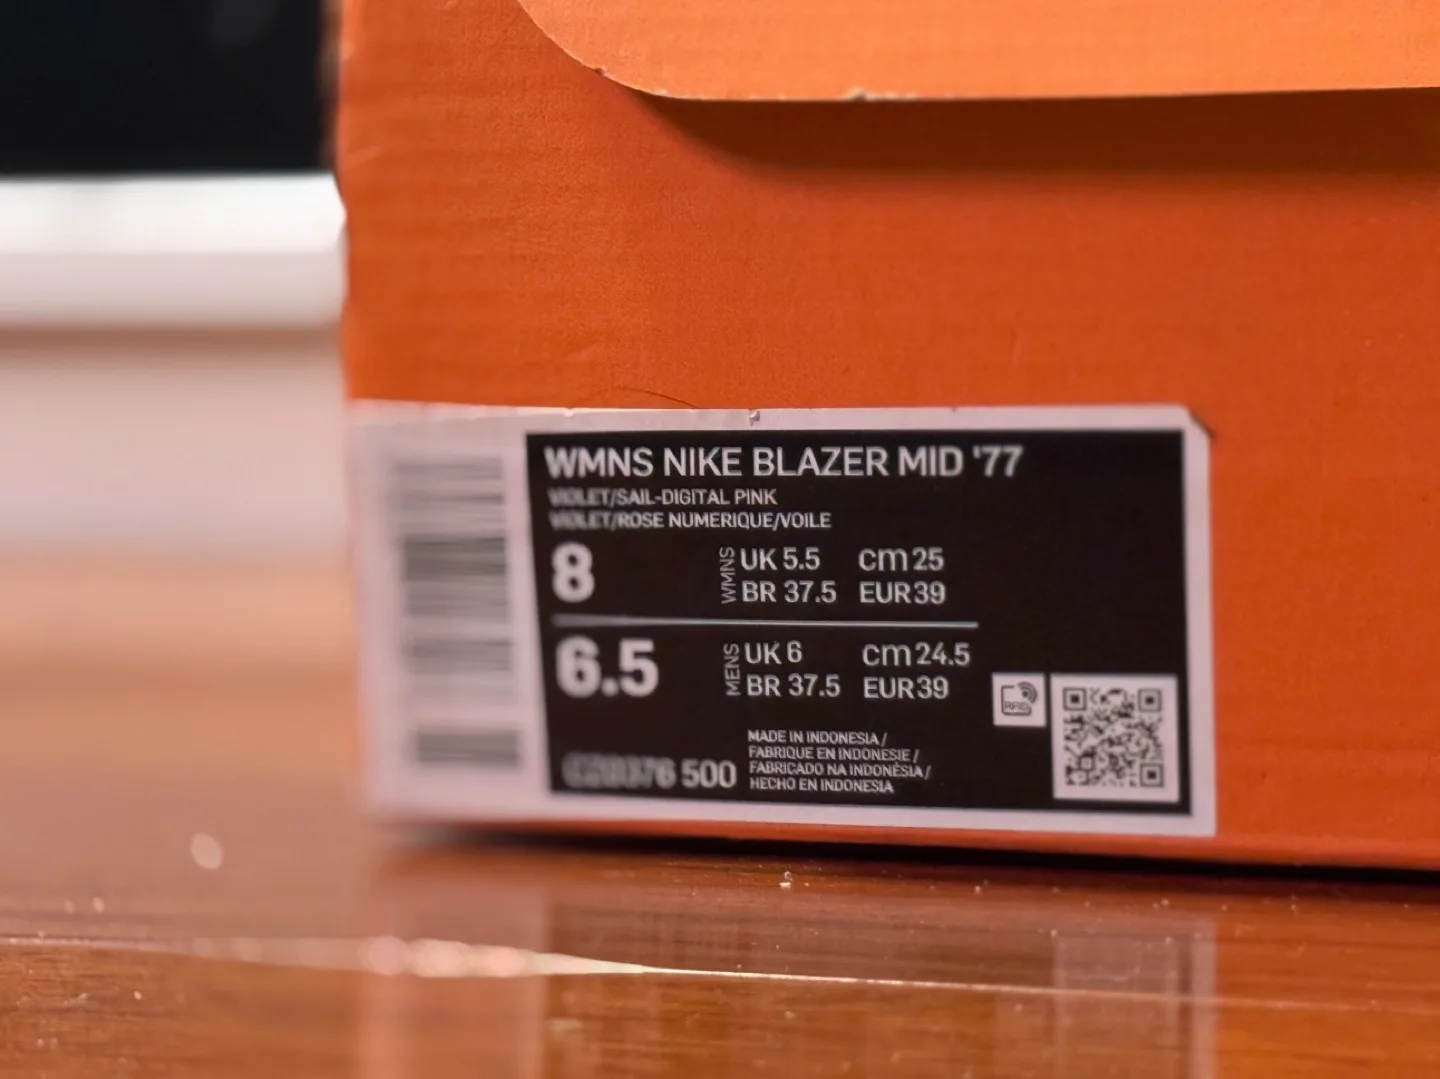 WMNS NIKE BLAZER MID '77
VIOLET/SAIL-DIGITAL PINK
VIOLET/ROSE NUMERIQUE/VOILE
8 WMNS UK 5.5 cm 25
BR 37.5 EUR 39
6.5 MENS UK 6 cm 24.5
BR 37.5 EUR 39
RFID
500
MADE IN INDONESIA /
FABRIQUE EN INDONESIE /
FABRICADO NA INDONÉSIA /
HECHO EN INDONESIA